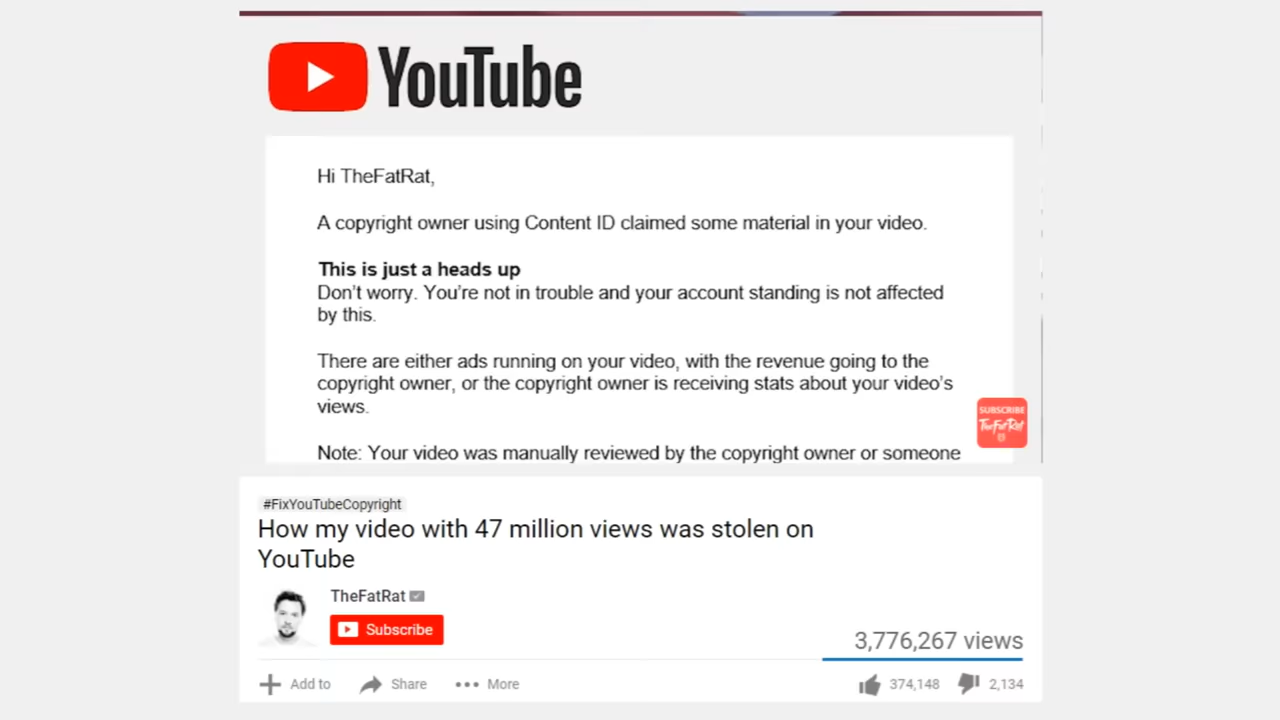 YouTube
Hi TheFatRat,
A copyright owner using Content ID claimed some material in your video.
This is just a heads up
Don't worry. You're not in trouble and your account standing is not affected
by this.
There are either ads running on your video, with the revenue going to the
copyright owner, or the copyright owner is receiving stats about your video's
views.
SUBSCRIBE
TheFatRat
Note: Your video was manually reviewed by the copyright owner or someone
#FixYouTubeCopyright
How my video with 47 million views was stolen on
YouTube
TheFatRat
Subscribe
3,776,267 views
Add to Share More 374,148 2,134